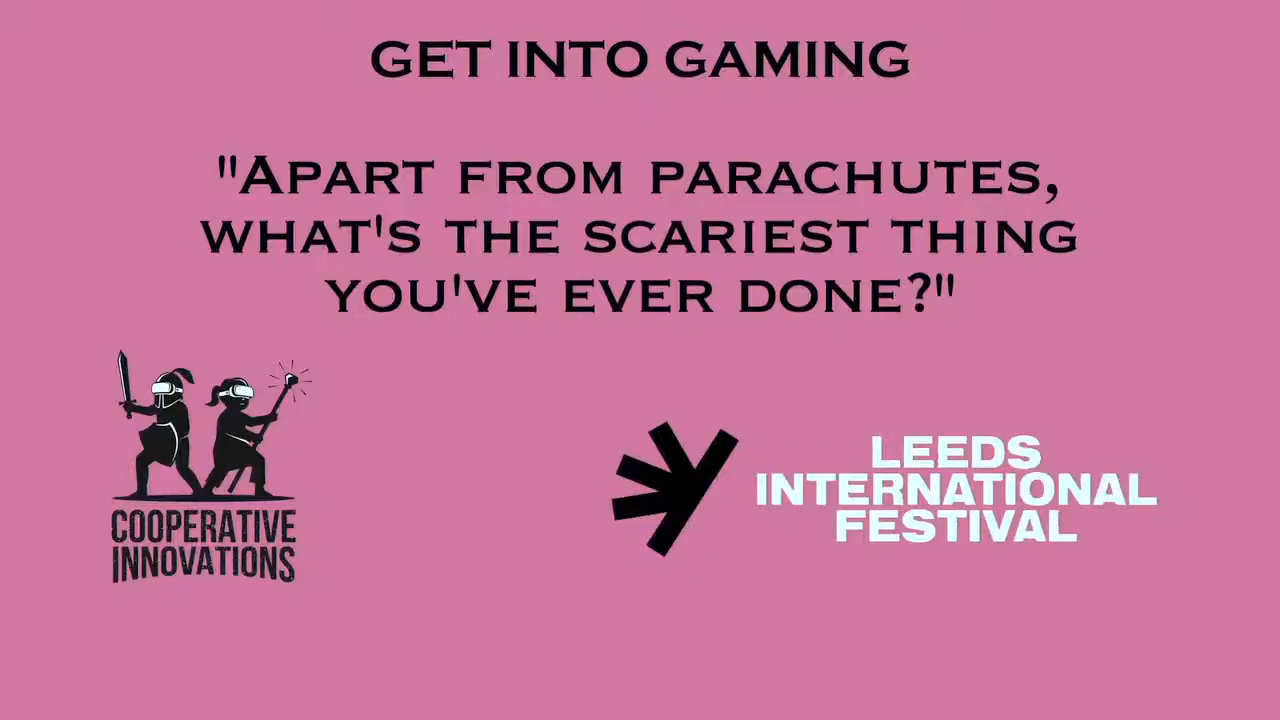 GET INTO GAMING
"APART FROM PARACHUTES,
WHAT'S THE SCARIEST THING
YOU'VE EVER DONE?"
COOPERATIVE
INNOVATIONS
LEEDS
INTERNATIONAL
FESTIVAL